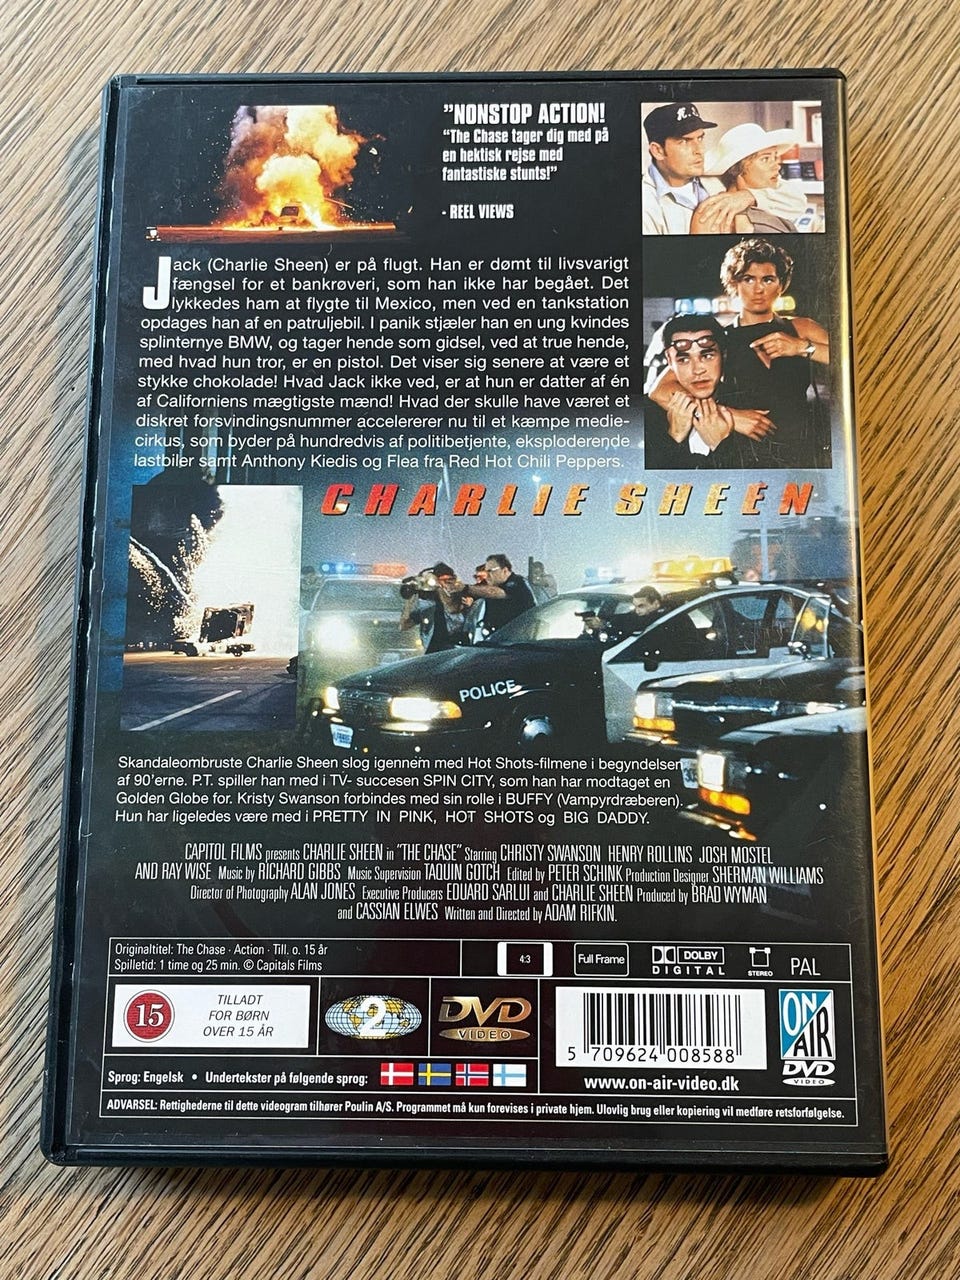 "NONSTOP ACTION!
"The Chase tager dig med på
en hektisk rejse med
fantastiske stunts!"
- REEL VIEWS
Jack (Charlie Sheen) er på flugt. Han er dømt til livsvarigt
fængsel for et bankrøveri, som han ikke har begået. Det
lykkedes ham at flygte til Mexico, men ved en tankstation
opdages han af en patruljebil. I panik stjæler han en ung kvindes
splinternye BMW, og tager hende som gidsel, ved at true hende,
med hvad hun tror, er en pistol. Det viser sig senere at være et
stykke chokolade! Hvad Jack ikke ved, er at hun er datter af én
af Californiens mægtigste mænd! Hvad der skulle have været et
diskret forsvindingsnummer accelererer nu til et kæmpe medie-
cirkus, som byder på hundredvis af politibetjente, eksploderende
lastbiler samt Anthony Kiedis og Flea fra Red Hot Chili Peppers.
CHARLIE SHEEN
POLICE
Skandaleombruste Charlie Sheen slog igennem med Hot Shots-filmene i begyndelsen
af 90'erne. P.T. spiller han med i TV- succesen SPIN CITY, som han har modtaget en
Golden Globe for. Kristy Swanson forbindes med sin rolle i BUFFY (Vampyrdræberen).
Hun har ligeledes være med i PRETTY IN PINK, HOT SHOTS og BIG DADDY.
CAPITOL FILMS presents CHARLIE SHEEN in "THE CHASE" Starring CHRISTY SWANSON HENRY ROLLINS JOSH MOSTEL
AND RAY WISE Music by RICHARD GIBBS Music Supervision TAQUIN GOTCH Edited by PETER SCHINK Production Designer SHERMAN WILLIAMS
Director of Photography ALAN JONES Executive Producers EDUARD SARLUI and CHARLIE SHEEN Produced by BRAD WYMAN
and CASSIAN ELWES Written and Directed by ADAM RIFKIN.
Originaltitel: The Chase · Action · Till. o. 15 år
Spilletid: 1 time og 25 min. © Capitals Films
4:3
Full Frame
DOLBY
DIGITAL
STEREO
PAL
15
TILLADT
FOR BØRN
OVER 15 ÅR
2
DVD
VIDEO
5 709624 008588
www.on-air-video.dk
ON
AIR
DVD
VIDEO
Sprog: Engelsk • Undertekster på følgende sprog:
ADVARSEL: Rettighederne til dette videogram tilhører Poulin A/S. Programmet må kun forevises i private hjem. Ulovlig brug eller kopiering vil medføre retsforfølgelse.